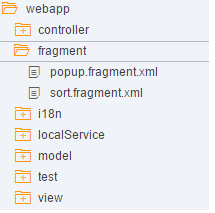 webapp
controller
fragment
popup.fragment.xml
sort.fragment.xml
i18n
localService
model
test
view